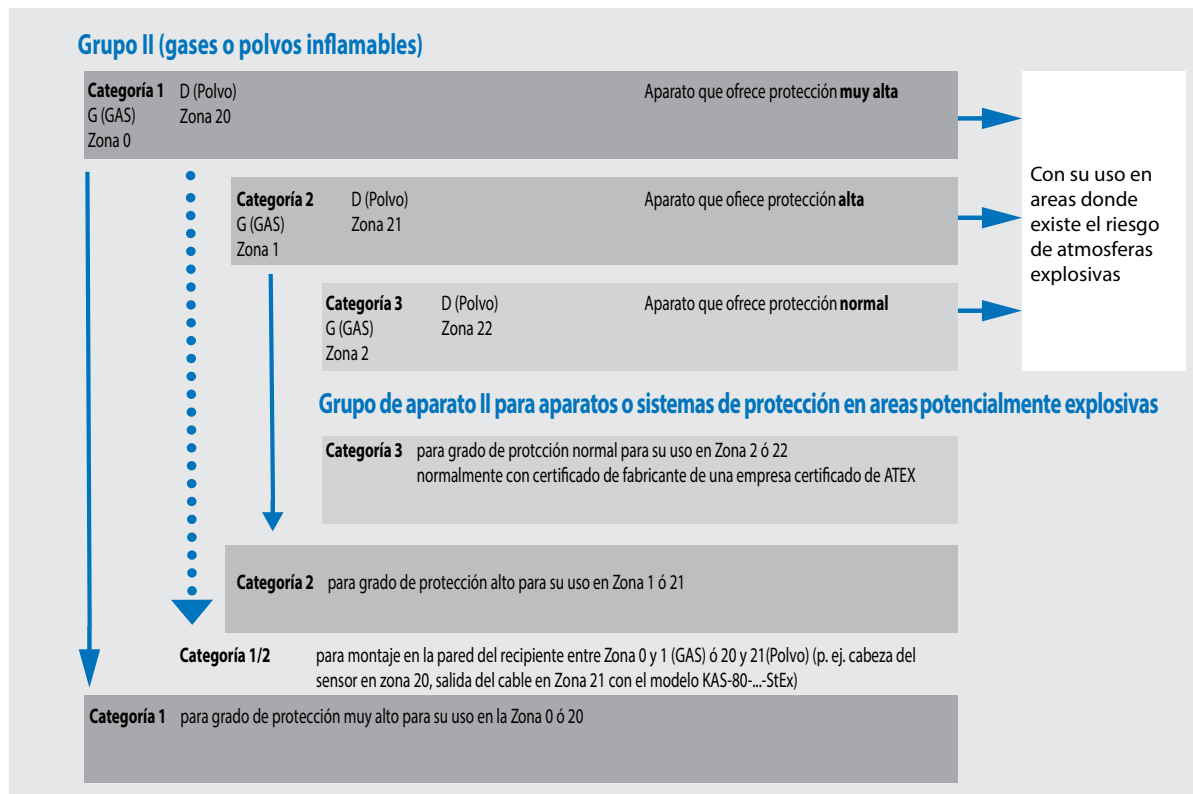 Grupo II (gases o polvos inflamables)
Categoría 1 D (Polvo) Aparato que ofrece protección muy alta
G (GAS) Zona 20
Zona 0
Categoría 2 D (Polvo) Aparato que ofiece protección alta
G (GAS) Zona 21
Zona 1
Categoría 3 D (Polvo) Aparato que ofrece protección normal
G (GAS) Zona 22
Zona 2
Con su uso en
areas donde
existe el riesgo
de atmosferas
explosivas
Grupo de aparato II para aparatos o sistemas de protección en areas potencialmente explosivas
Categoría 3 para grado de protcción normal para su uso en Zona 2 ó 22
normalmente con certificado de fabricante de una empresa certificado de ATEX
Categoría 2 para grado de protección alto para su uso en Zona 1 ó 21
Categoría 1/2 para montaje en la pared del recipiente entre Zona 0 y 1 (GAS) ó 20 y 21(Polvo) (p. ej. cabeza del
sensor en zona 20, salida del cable en Zona 21 con el modelo KAS-80-...-StEx)
Categoría 1 para grado de protección muy alto para su uso en la Zona 0 ó 20